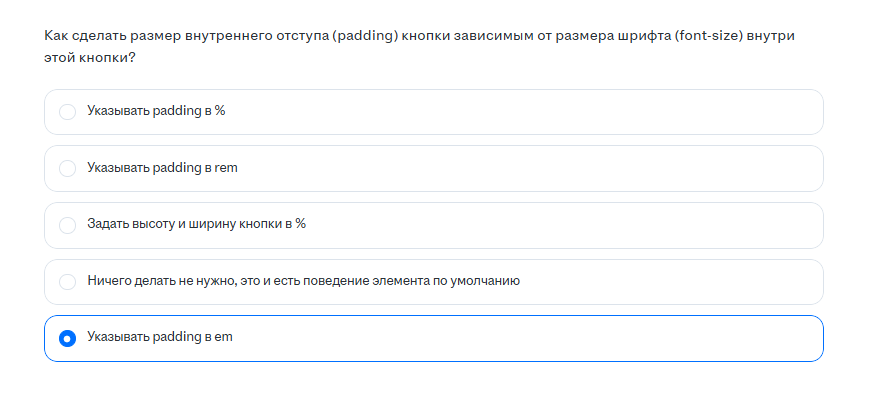 Как сделать размер внутреннего отступа (padding) кнопки зависимым от размера шрифта (font-size) внутри
этой кнопки?
Указывать padding в %
Указывать padding в rem
Задать высоту и ширину кнопки в %
Ничего делать не нужно, это и есть поведение элемента по умолчанию
Указывать padding в em